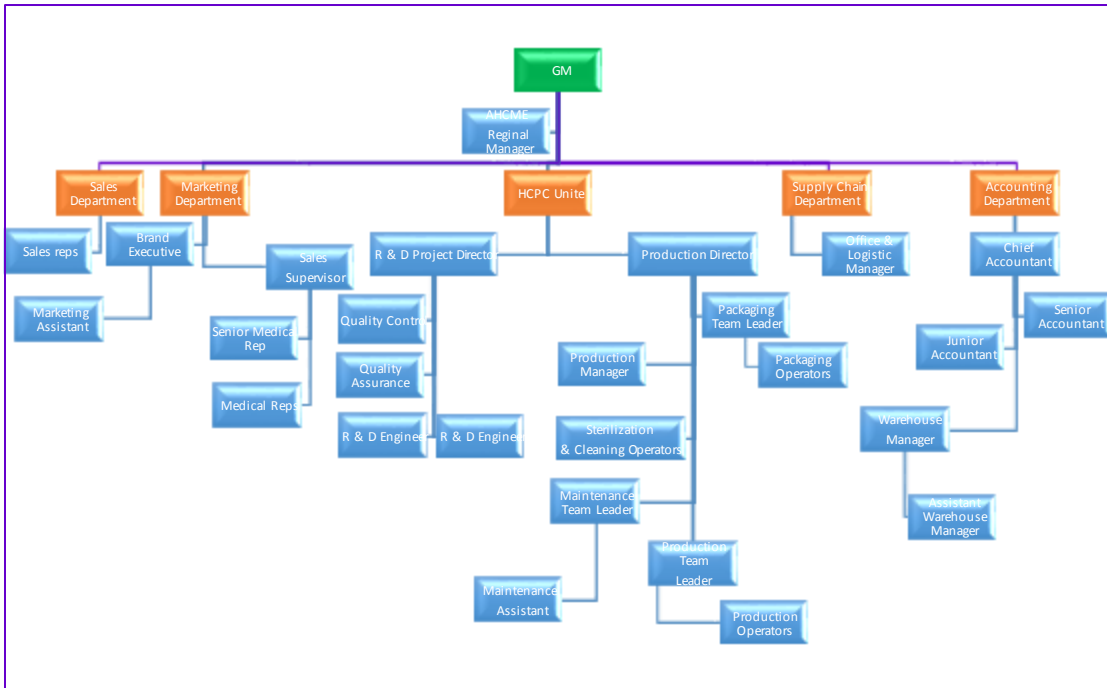 GM
AHCME
Reginal
Manager
Sales
Department
Marketing
Department
HCPC Unite
Supply Chain
Department
Accounting
Department
Sales reps
Brand
Executive
Sales
Supervisor
R & D Project Director
Production Director
Office &
Logistic
Manager
Chief
Accountant
Marketing
Assistant
Senior Medical
Rep
Medical Reps
Quality Contr
Quality
Assurance
R & D Engineer
R & D Engineer
Packaging
Team Leader
Production
Manager
Packaging
Operators
Sterilization
& Cleaning Operators
Maintenance
Team Leader
Maintenance
Assistant
Production
Team
Leader
Production
Operators
Senior
Accountant
Junior
Accountant
Warehouse
Manager
Assistant
Warehouse
Manager